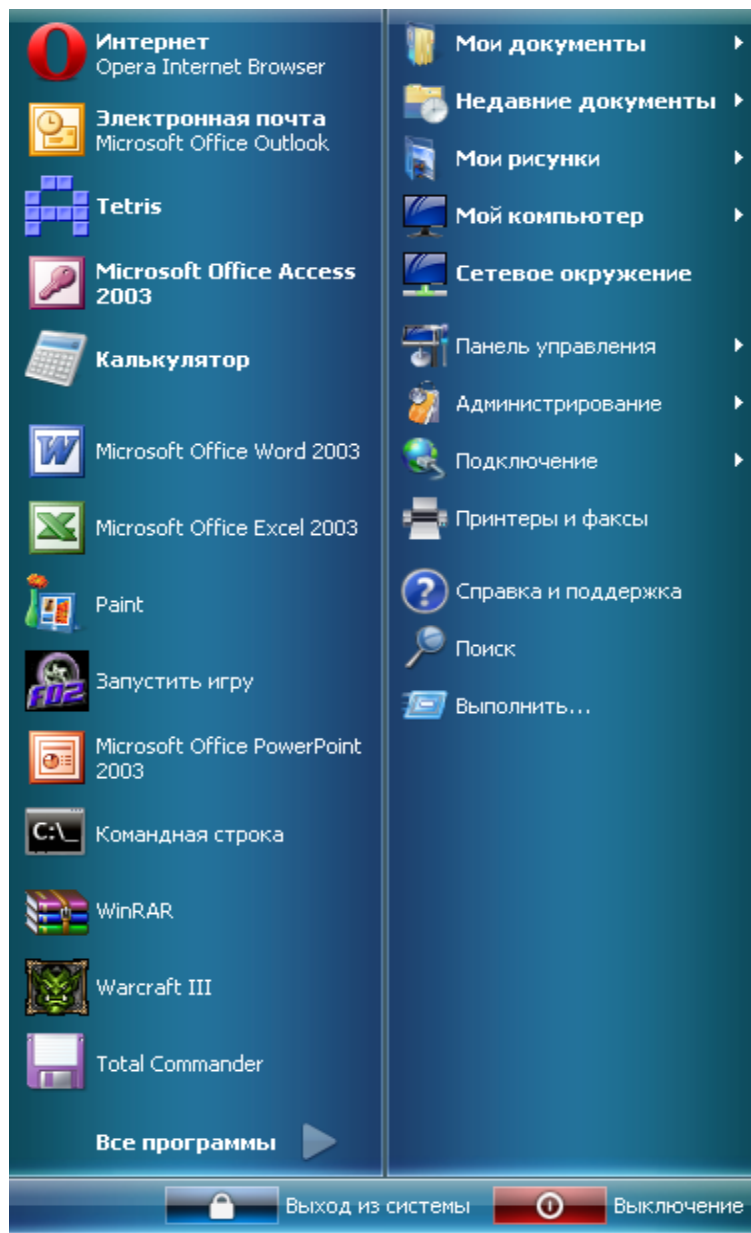 Интернет
Opera Internet Browser
Электронная почта
Microsoft Office Outlook
Tetris
Microsoft Office Access
2003
Калькулятор
Microsoft Office Word 2003
Microsoft Office Excel 2003
Paint
FD2
Запустить игру
Microsoft Office PowerPoint
2003
C:\_
Командная строка
WinRAR
Warcraft III
Total Commander
Все программы
Мои документы
Недавние документы
Мои рисунки
Мой компьютер
Сетевое окружение
Панель управления
Администрирование
Подключение
Принтеры и факсы
Справка и поддержка
Поиск
Выполнить...
Выход из системы
Выключение